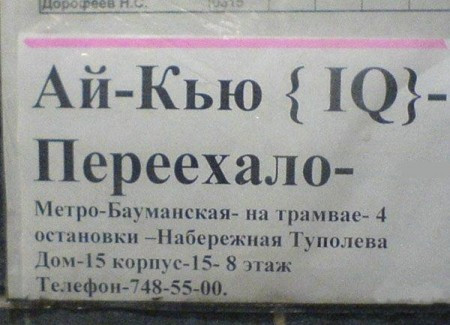 Дорофеев Н.С.
Ай-Кью { IQ}-
Переехало-
Метро-Бауманская- на трамвае- 4
остановки –Набережная Туполева
Дом-15 корпус-15- 8 этаж
Телефон-748-55-00.